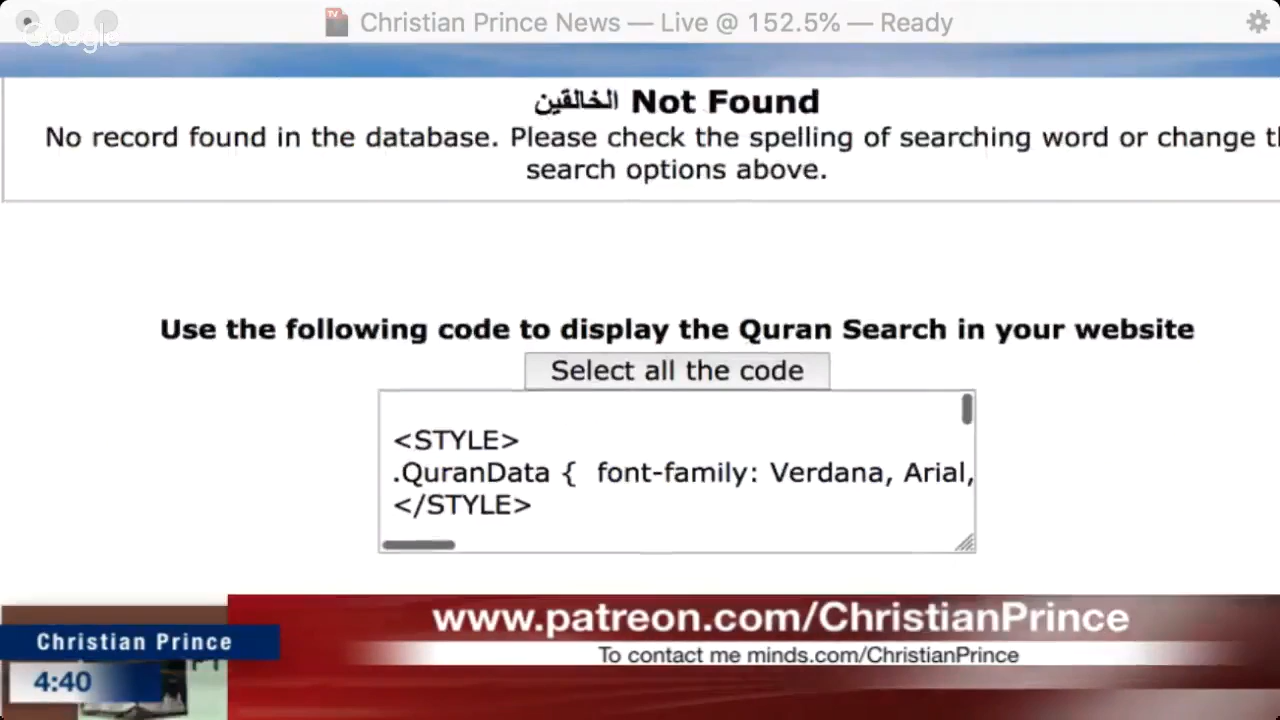 Christian Prince News — Live @ 152.5% — Ready
Google
الخالقين Not Found
No record found in the database. Please check the spelling of searching word or change th
search options above.
Use the following code to display the Quran Search in your website
Select all the code
<STYLE>
.QuranData { font-family: Verdana, Arial,
</STYLE>
www.patreon.com/ChristianPrince
To contact me minds.com/ChristianPrince
Christian Prince
4:40